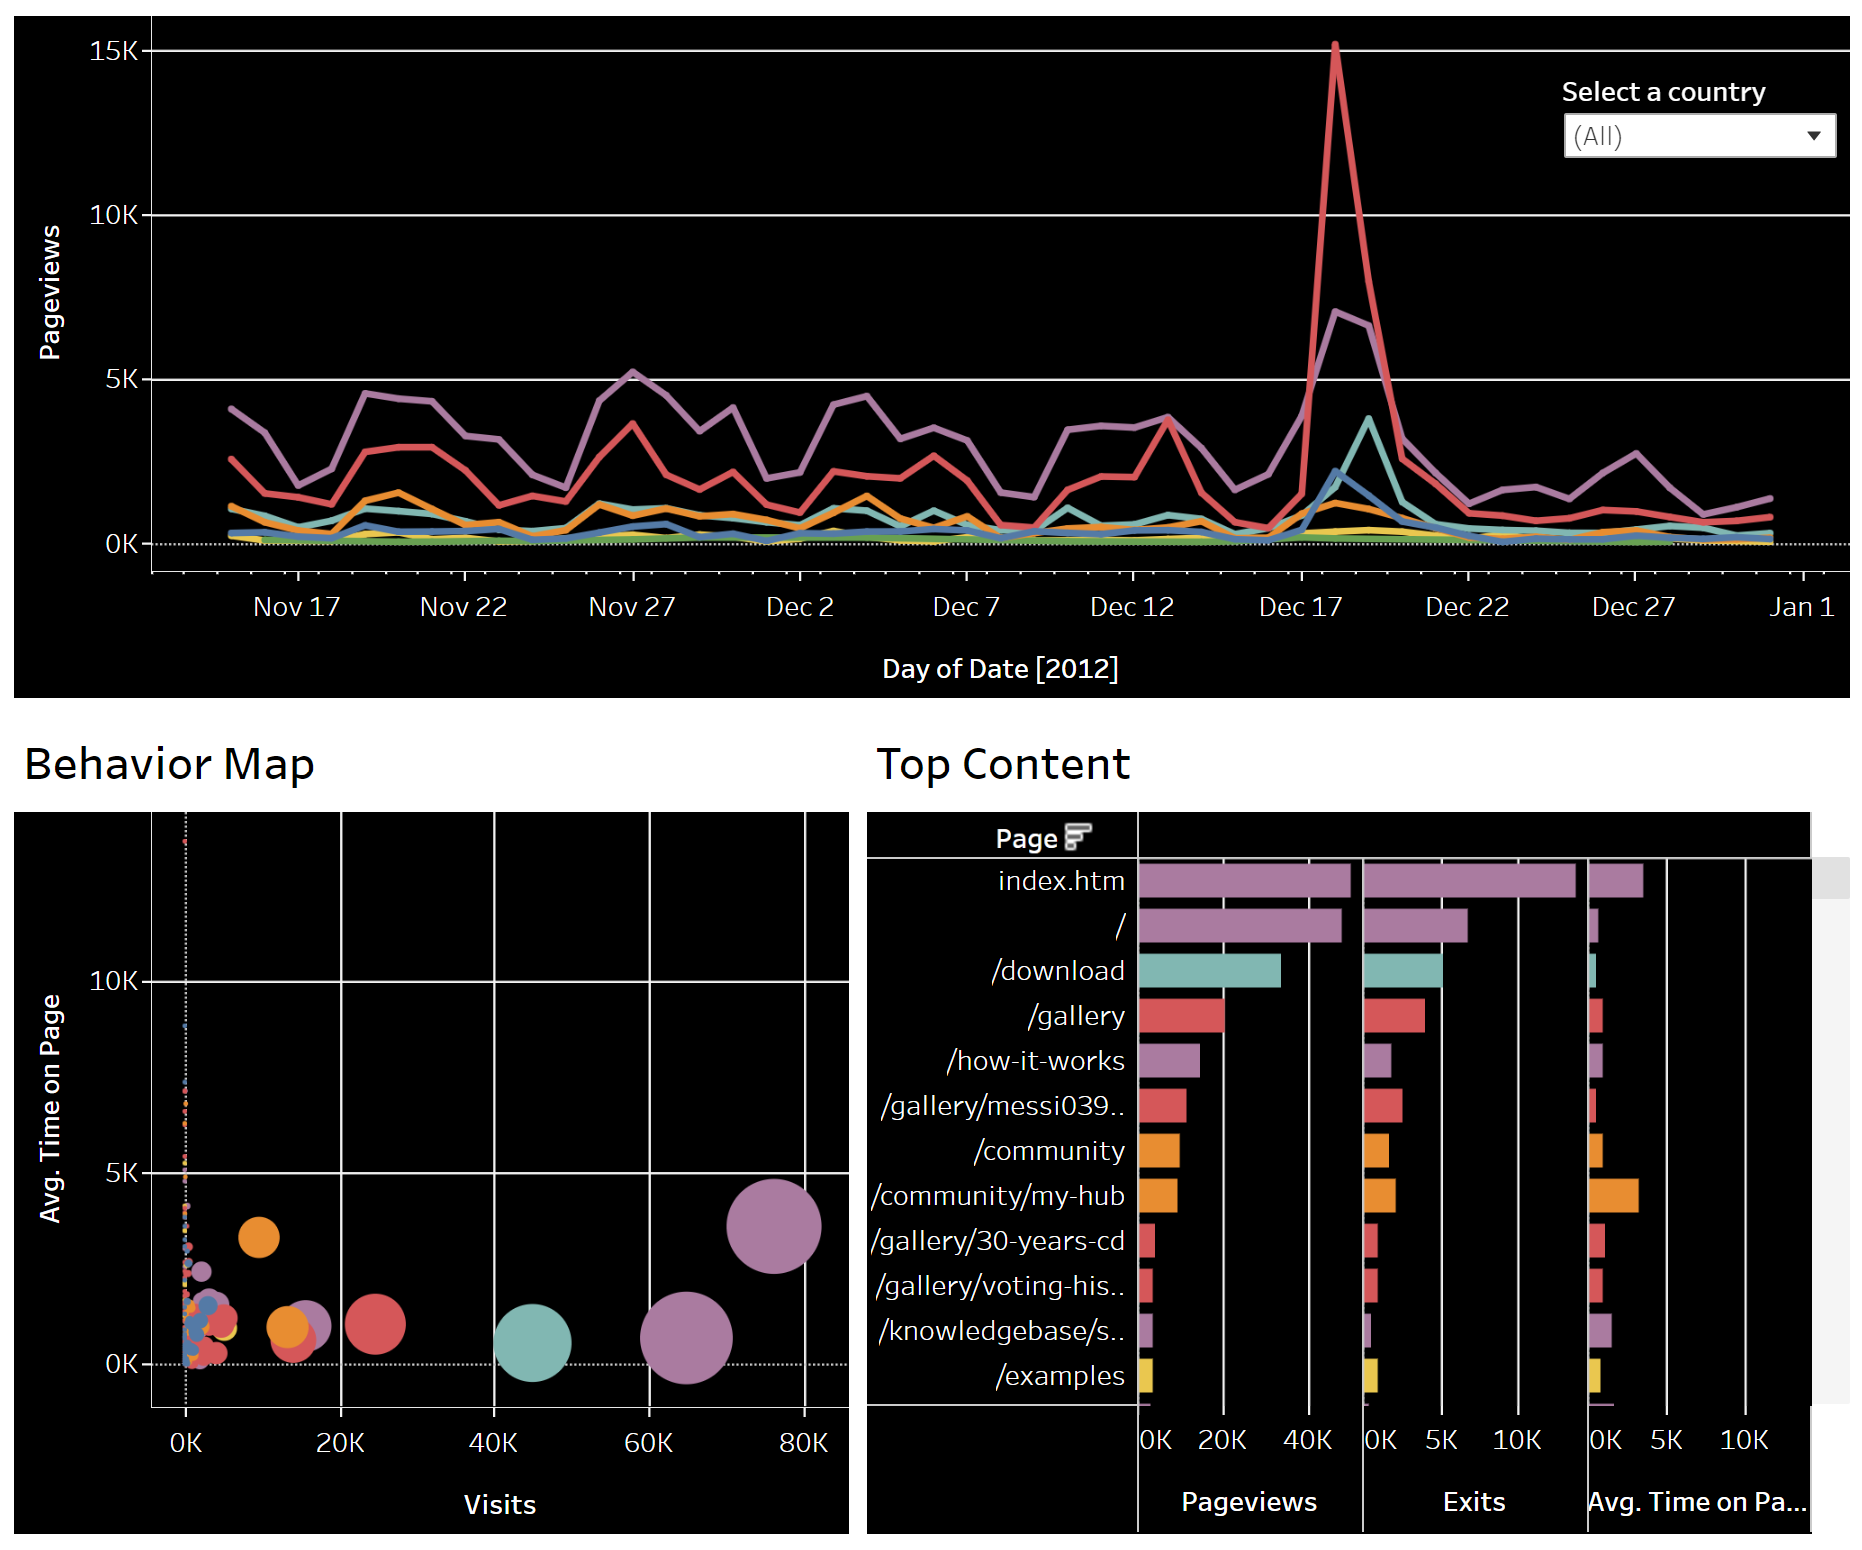 15K
Select a country
(All)
10K
Pageviews
5K
0K
Nov 17 Nov 22 Nov 27 Dec 2 Dec 7 Dec 12 Dec 17 Dec 22 Dec 27 Jan 1
Day of Date [2012]
Behavior Map
10K
Avg. Time on Page
5K
0K
0K 20K 40K 60K 80K
Visits
Top Content
Page
index.htm
/
/download
/gallery
/how-it-works
/gallery/messi039..
/community
/community/my-hub
/gallery/30-years-cd
/gallery/voting-his..
/knowledgebase/s..
/examples
0K 20K 40K 0K 5K 10K 0K 5K 10K
Pageviews Exits Avg. Time on Pa...